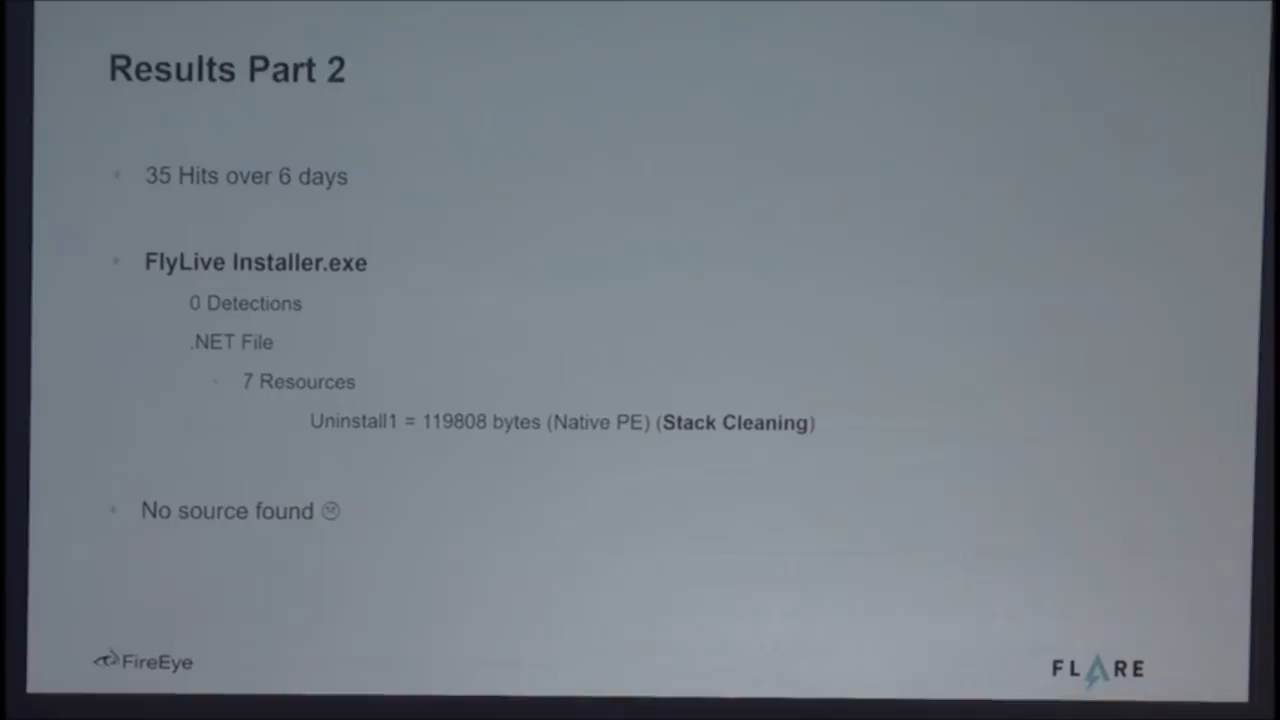 Results Part 2
35 Hits over 6 days
FlyLive Installer.exe
0 Detections
.NET File
7 Resources
Uninstall1 = 119808 bytes (Native PE) (Stack Cleaning)
No source found ☹
FireEye
FLARE